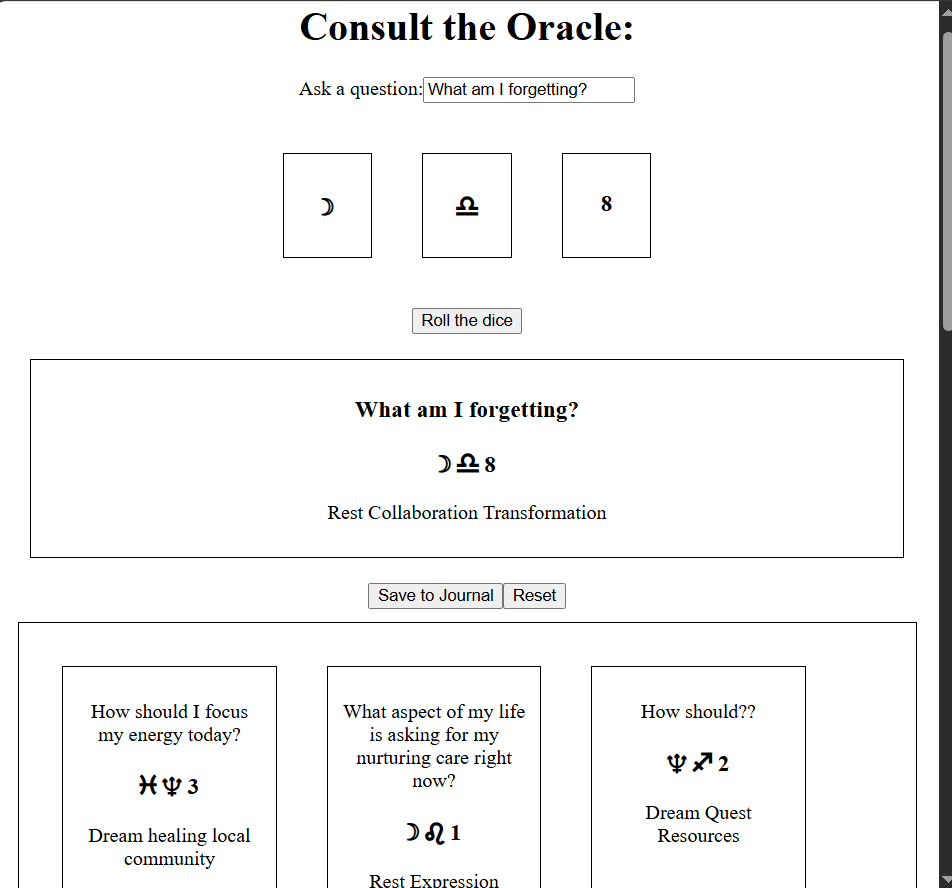 Consult the Oracle:
Ask a question: What am I forgetting?
☽ ♎ 8
Roll the dice
What am I forgetting?
☽ ♎ 8
Rest Collaboration Transformation
Save to Journal Reset
How should I focus
my energy today?
♓ ♆ 3
Dream healing local
community
What aspect of my life
is asking for my
nurturing care right
now?
☽ ♌ 1
Rest Expression
How should??
♆ ♐ 2
Dream Quest
Resources